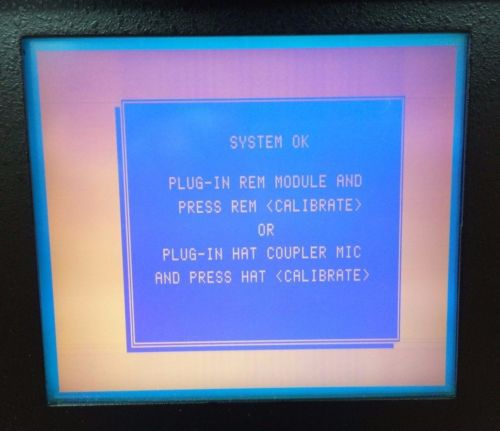 SYSTEM OK
PLUG-IN REM MODULE AND
PRESS REM <CALIBRATE>
OR
PLUG-IN HAT COUPLER MIC
AND PRESS HAT <CALIBRATE>